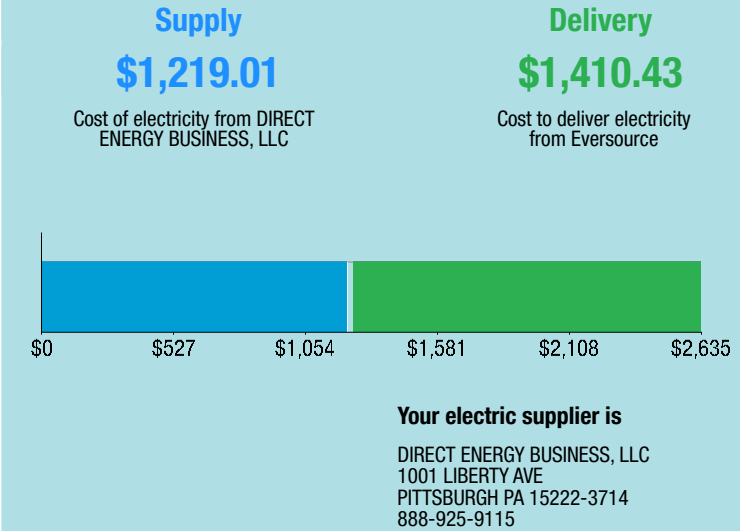 Supply
$1,219.01
Cost of electricity from DIRECT
ENERGY BUSINESS, LLC
Delivery
$1,410.43
Cost to deliver electricity
from Eversource
$0 $527 $1,054 $1,581 $2,108 $2,635
Your electric supplier is
DIRECT ENERGY BUSINESS, LLC
1001 LIBERTY AVE
PITTSBURGH PA 15222-3714
888-925-9115